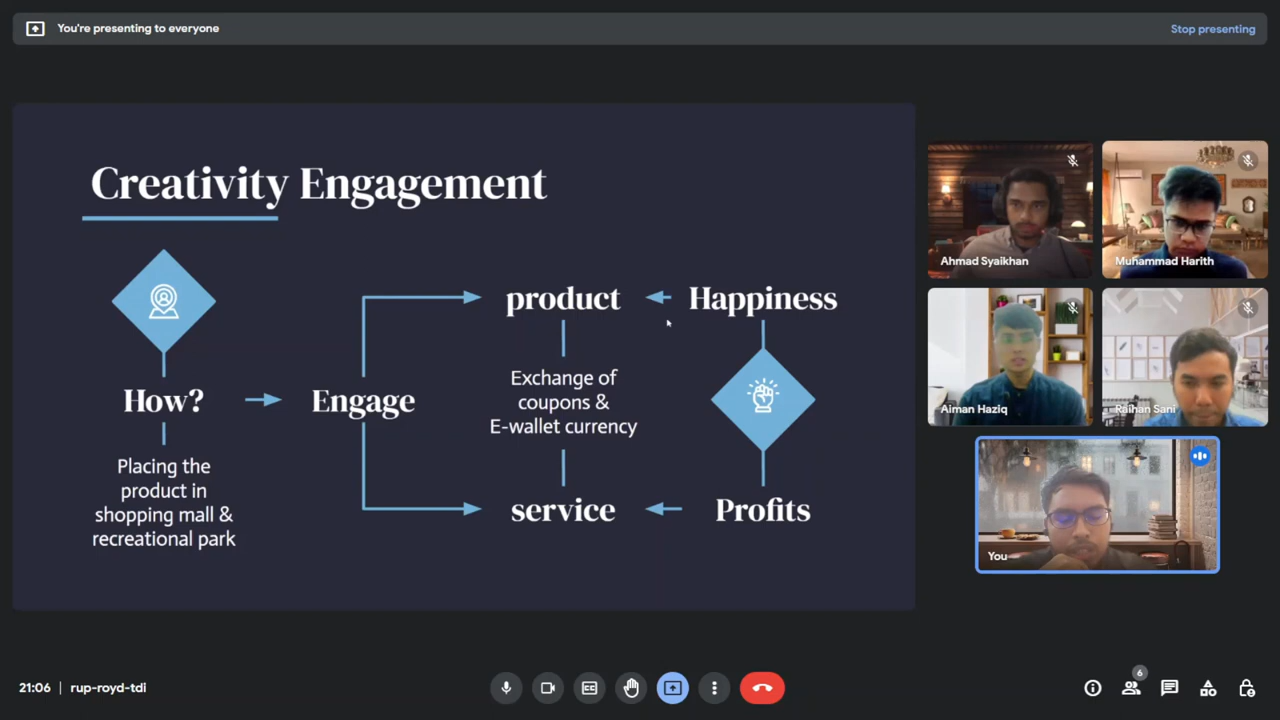 You're presenting to everyone
Stop presenting
Creativity Engagement
How?
Placing the
product in
shopping mall &
recreational park
Engage
product
Exchange of
coupons &
E-wallet currency
service
Happiness
Profits
Ahmad Syaikhan
Muhammad Harith
Aiman Haziq
Raihan Sani
You
21:06 | rup-royd-tdi
CC
6